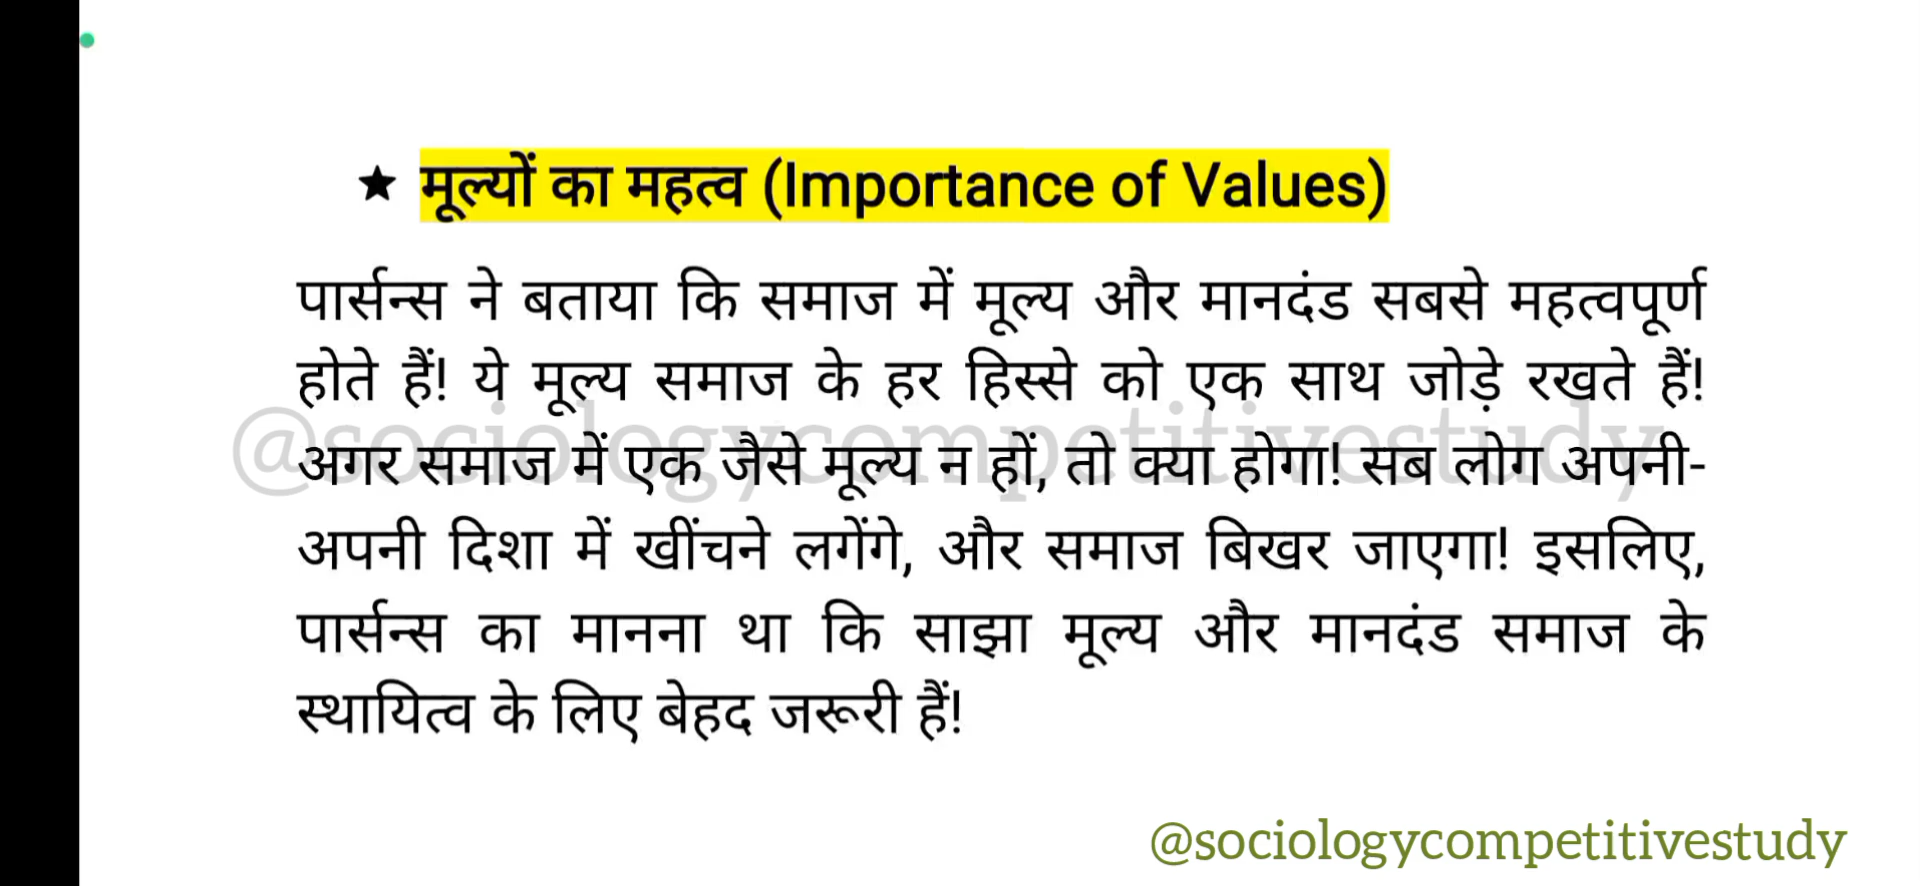 ★ मूल्यों का महत्व (Importance of Values)
पार्सन्स ने बताया कि समाज में मूल्य और मानदंड सबसे महत्वपूर्ण
होते हैं! ये मूल्य समाज के हर हिस्से को एक साथ जोड़े रखते हैं!
@sociologycompetitivestudy
अगर समाज में एक जैसे मूल्य न हों, तो क्या होगा! सब लोग अपनी-
अपनी दिशा में खींचने लगेंगे, और समाज बिखर जाएगा! इसलिए,
पार्सन्स का मानना था कि साझा मूल्य और मानदंड समाज के
स्थायित्व के लिए बेहद जरूरी हैं!
@sociologycompetitivestudy